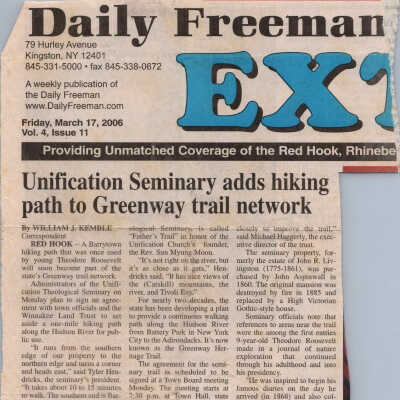 Daily Freeman
79 Hurley Avenue
Kingston, NY 12401
845-331-5000 • fax 845-338-0672
A weekly publication of
the Daily Freeman
www.DailyFreeman.com
Friday, March 17, 2006
Vol. 4, Issue 11
EXT
Providing Unmatched Coverage of the Red Hook, Rhinebe
Unification Seminary adds hiking
path to Greenway trail network
By WILLIAM J. KEMBLE
Correspondent
RED HOOK – A Barrytown
hiking path that was once used
by young Theodore Roosevelt
will soon become part of the
state's Greenway trail network.
Administrators of the Unifi-
cation Theological Seminary on
Monday plan to sign an agree-
ment with town officials and the
Winnakee Land Trust to set
aside a one-mile hiking path
along the Hudson River for pub-
lic use.
"It runs from the southern
edge of our property to the
northern edge and turns a corner
and heads east," said Tyler Hen-
dricks, the seminary's president.
"It takes about 10 to 15 minutes
to walk. The southern end is flat-
ological Seminary, is called
"Father's Trail" in honor of the
Unification Church's founder,
the Rev. Sun Myung Moon.
"It's not right on the river, but
it's as close as it gets," Hen-
dricks said. "It has nice views of
the (Catskill) mountains, the
river, and Tivoli Bay."
For nearly two decades, the
state has been developing a plan
to provide a continuous walking
path along the Hudson River
from Battery Park in New York
City to the Adirondacks. It's now
known as the Greenway Her-
itage Trail.
The agreement for the semi-
nary trail is scheduled to be
signed at a Town Board meeting
Monday. The meeting starts at
7:30 p.m. at Town Hall, state
closely to improve the trail,"
said Michael Haggerty, the exec-
utive director of the trust.
The seminary property, for-
merly the estate of John R. Liv-
ingston (1775-1861), was pur-
chased by John Aspinwall in
1860. The original mansion was
destroyed by fire in 1885 and
replaced by a High Victorian
Gothic-style house.
Seminary officials note that
references to areas near the trail
were the among the first entries
9-year-old Theodore Roosevelt
made in a journal of nature
exploration that continued
through his adulthood and into
his presidency.
"He was inspired to begin his
famous diaries on the day he
arrived (in 1868) and also col-